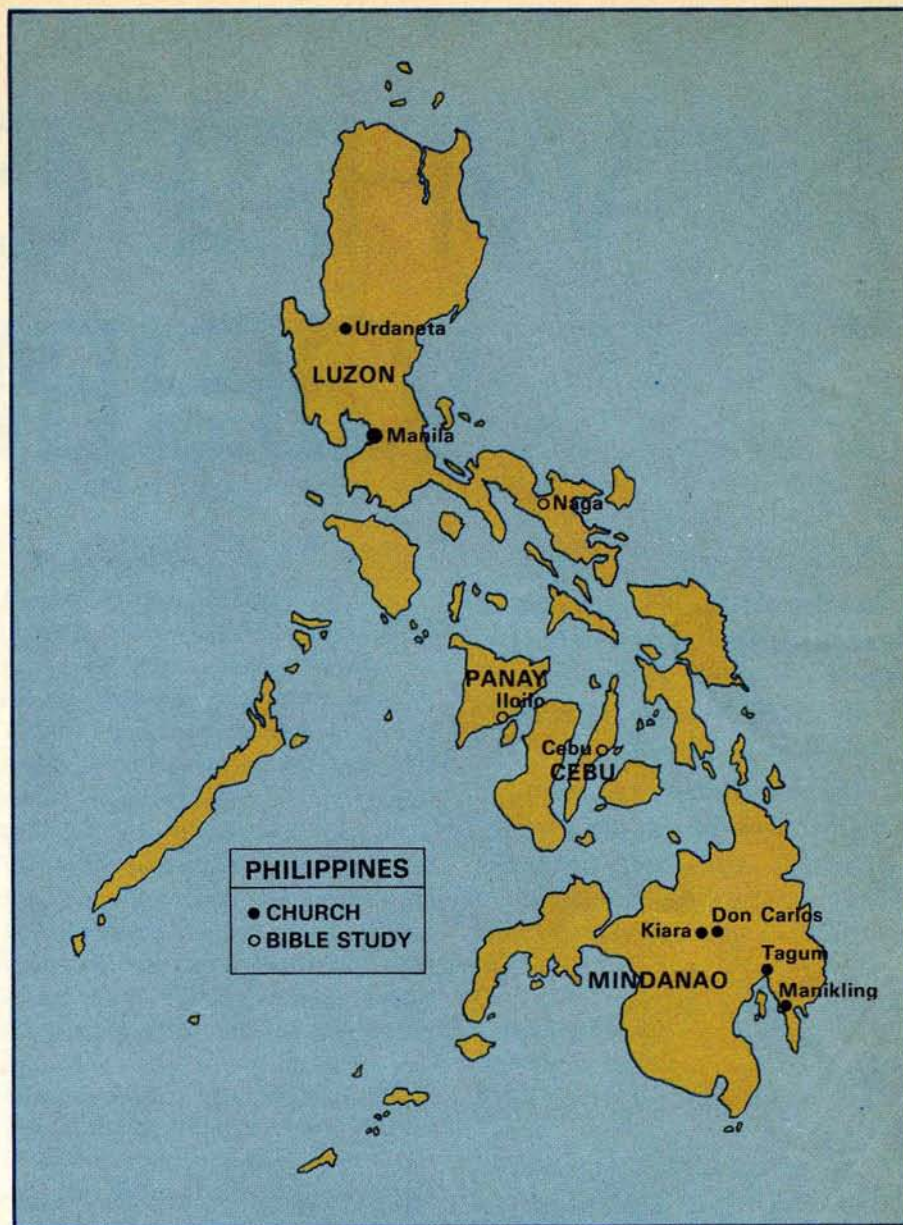 Urdaneta
LUZON
Manila
Naga
PANAY
Iloilo
Cebu
CEBU
PHILIPPINES
CHURCH
BIBLE STUDY
Kiara
Don Carlos
Tagum
MINDANAO
Manikling